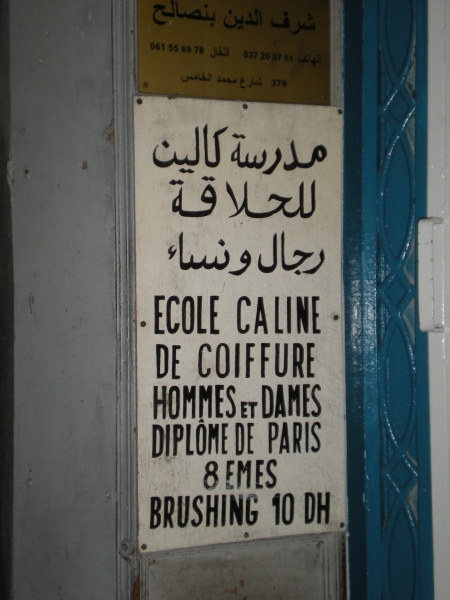 شرف الدين بنصالح
الهاتف 037 20 07 51 النقال 061 55 69 78
379 شارع محمد الخامس
مدرسة كالين
للحلاقة
رجال ونساء
ECOLE CALINE
DE COIFFURE
HOMMES ET DAMES
DIPLÔME DE PARIS
8 EMES
BRUSHING 10 DH